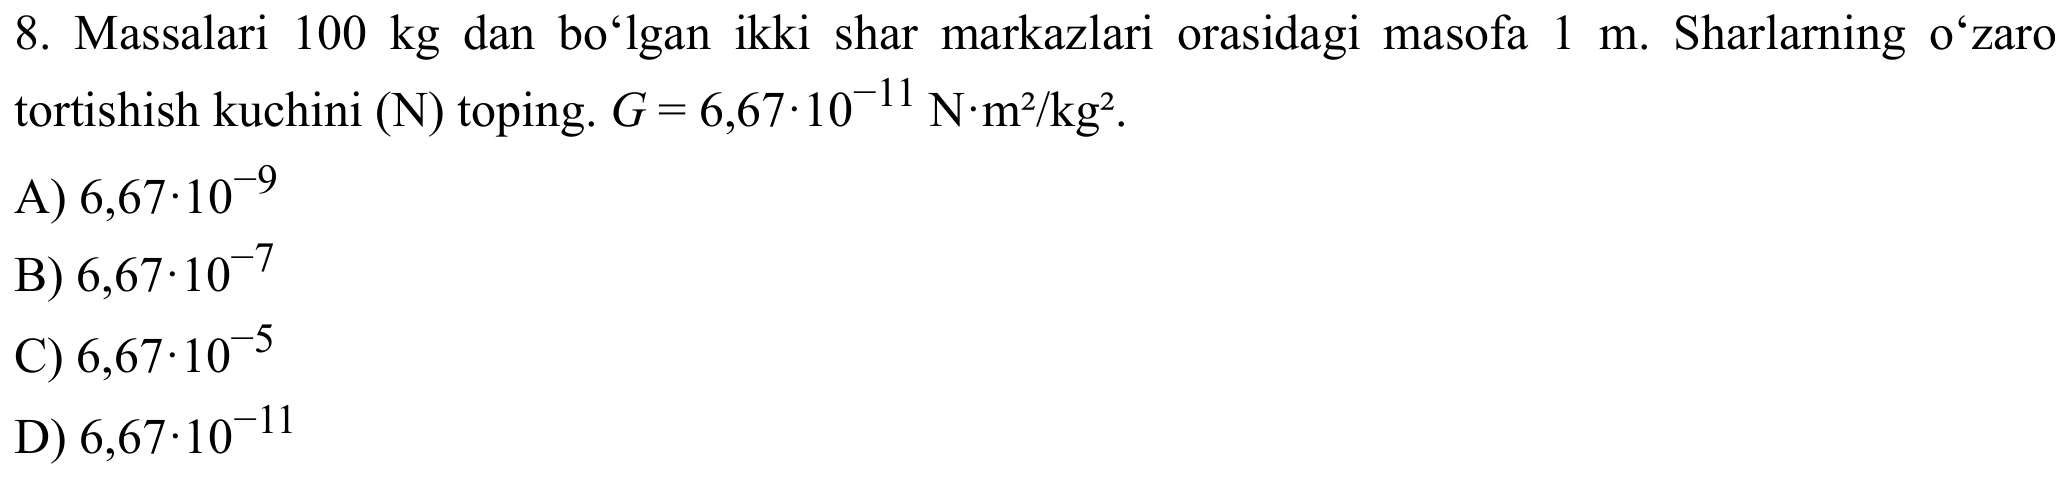 8. Massalari 100 kg dan bo‘lgan ikki shar markazlari orasidagi masofa 1 m. Sharlarning o‘zaro
tortishish kuchini (N) toping. G = 6,67·10⁻¹¹ N·m²/kg².
A) 6,67·10⁻⁹
B) 6,67·10⁻⁷
C) 6,67·10⁻⁵
D) 6,67·10⁻¹¹